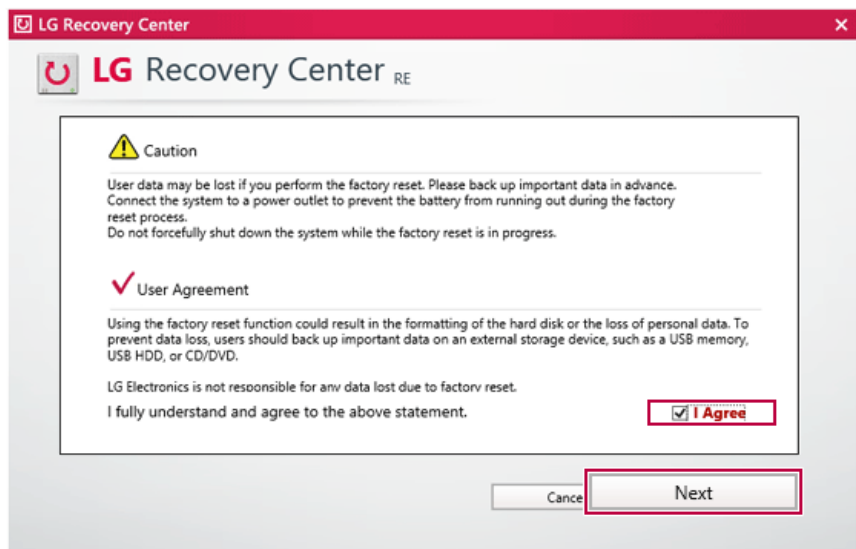 LG Recovery Center
LG Recovery Center RE
Caution
User data may be lost if you perform the factory reset. Please back up important data in advance.
Connect the system to a power outlet to prevent the battery from running out during the factory
reset process.
Do not forcefully shut down the system while the factory reset is in progress.
User Agreement
Using the factory reset function could result in the formatting of the hard disk or the loss of personal data. To
prevent data loss, users should back up important data on an external storage device, such as a USB memory,
USB HDD, or CD/DVD.
LG Electronics is not responsible for any data lost due to factory reset.
I fully understand and agree to the above statement.
I Agree
Cance
Next